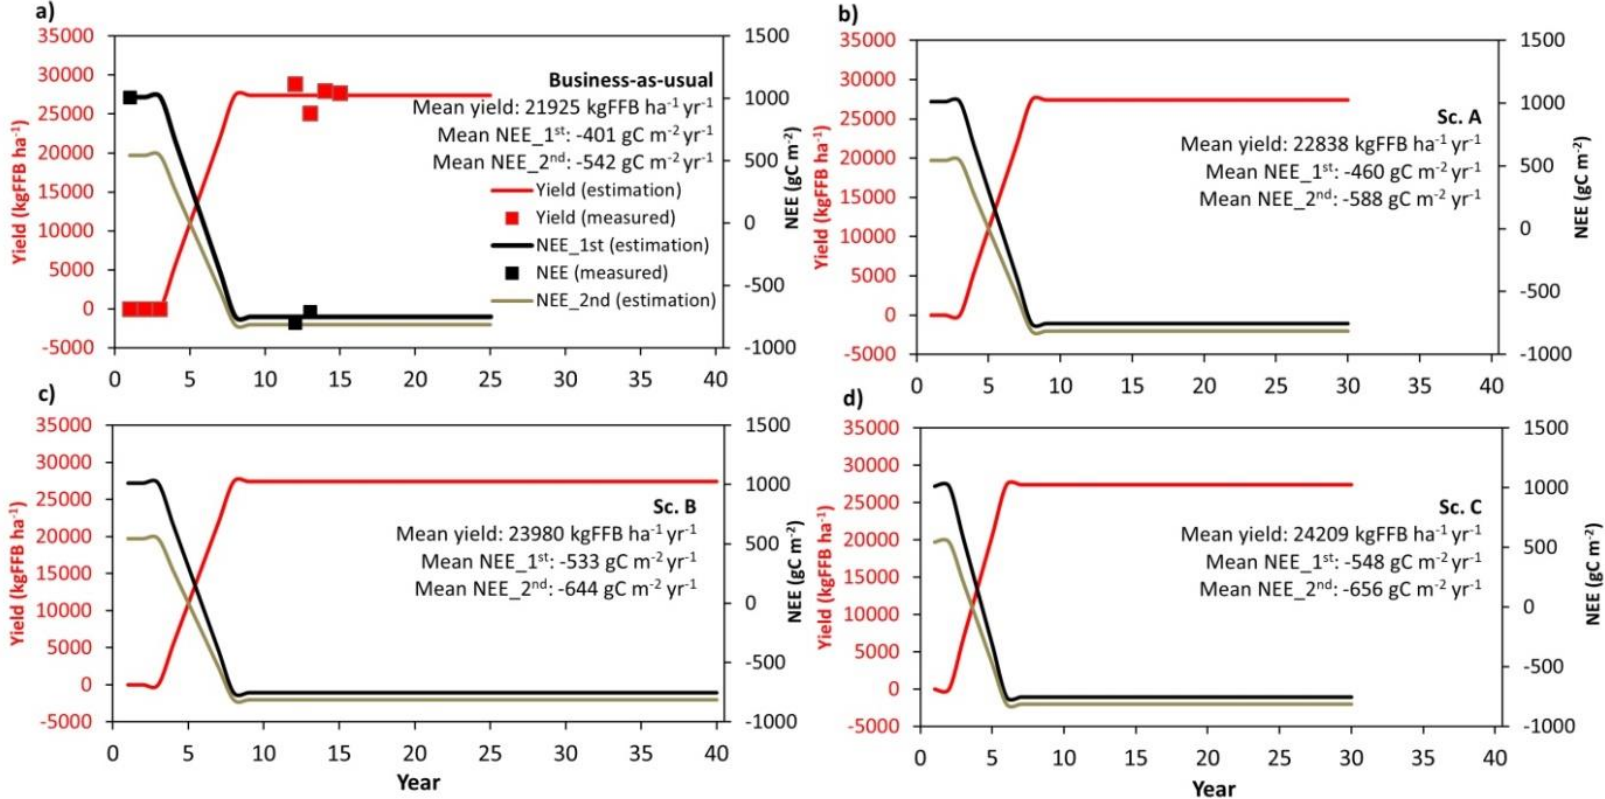 a)
35000
30000
25000
20000
15000
10000
5000
0
-5000
Yield (kgFFB ha⁻¹)
1500
1000
500
0
-500
-1000
NEE (gC m⁻²)
Business-as-usual
Mean yield: 21925 kgFFB ha⁻¹ yr⁻¹
Mean NEE_1ˢᵗ: -401 gC m⁻² yr⁻¹
Mean NEE_2ⁿᵈ: -542 gC m⁻² yr⁻¹
Yield (estimation)
Yield (measured)
NEE_1st (estimation)
NEE (measured)
NEE_2nd (estimation)
0 5 10 15 20 25 30 35 40
b)
35000
30000
25000
20000
15000
10000
5000
0
-5000
Yield (kgFFB ha⁻¹)
1500
1000
500
0
-500
-1000
NEE (gC m⁻²)
Sc. A
Mean yield: 22838 kgFFB ha⁻¹ yr⁻¹
Mean NEE_1ˢᵗ: -460 gC m⁻² yr⁻¹
Mean NEE_2ⁿᵈ: -588 gC m⁻² yr⁻¹
0 5 10 15 20 25 30 35 40
c)
35000
30000
25000
20000
15000
10000
5000
0
-5000
Yield (kgFFB ha⁻¹)
1500
1000
500
0
-500
-1000
NEE (gC m⁻²)
Sc. B
Mean yield: 23980 kgFFB ha⁻¹ yr⁻¹
Mean NEE_1ˢᵗ: -533 gC m⁻² yr⁻¹
Mean NEE_2ⁿᵈ: -644 gC m⁻² yr⁻¹
0 5 10 15 20 25 30 35 40
Year
d)
35000
30000
25000
20000
15000
10000
5000
0
-5000
Yield (kgFFB ha⁻¹)
1500
1000
500
0
-500
-1000
NEE (gC m⁻²)
Sc. C
Mean yield: 24209 kgFFB ha⁻¹ yr⁻¹
Mean NEE_1ˢᵗ: -548 gC m⁻² yr⁻¹
Mean NEE_2ⁿᵈ: -656 gC m⁻² yr⁻¹
0 5 10 15 20 25 30 35 40
Year